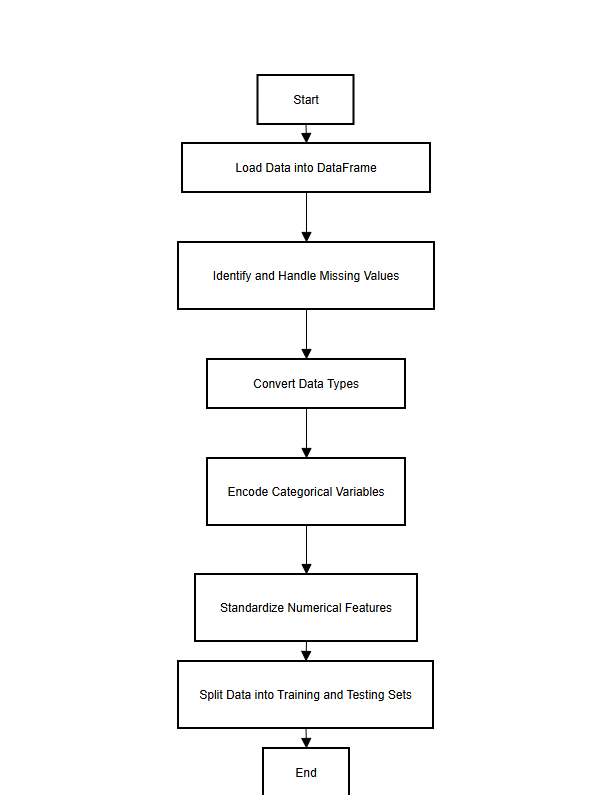 Start
Load Data into DataFrame
Identify and Handle Missing Values
Convert Data Types
Encode Categorical Variables
Standardize Numerical Features
Split Data into Training and Testing Sets
End